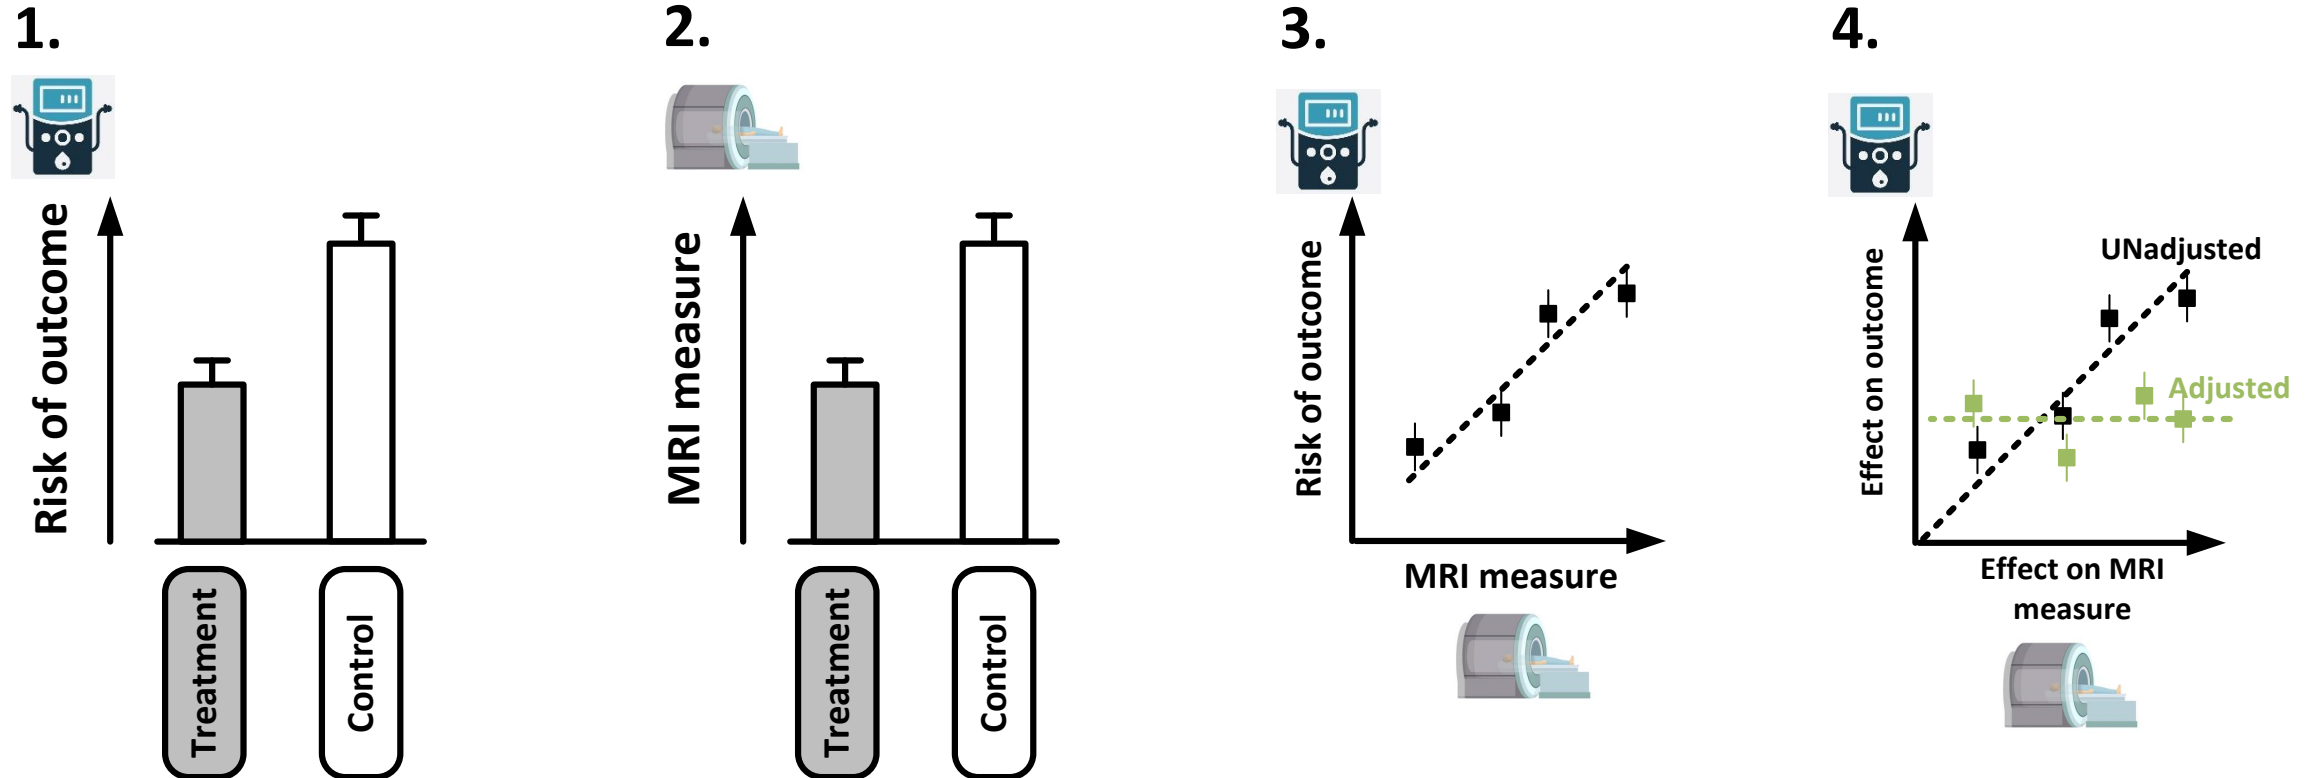 1.
Risk of outcome
Treatment
Control
2.
MRI measure
Treatment
Control
3.
Risk of outcome
MRI measure
4.
Effect on outcome
UNadjusted
Adjusted
Effect on MRI
measure